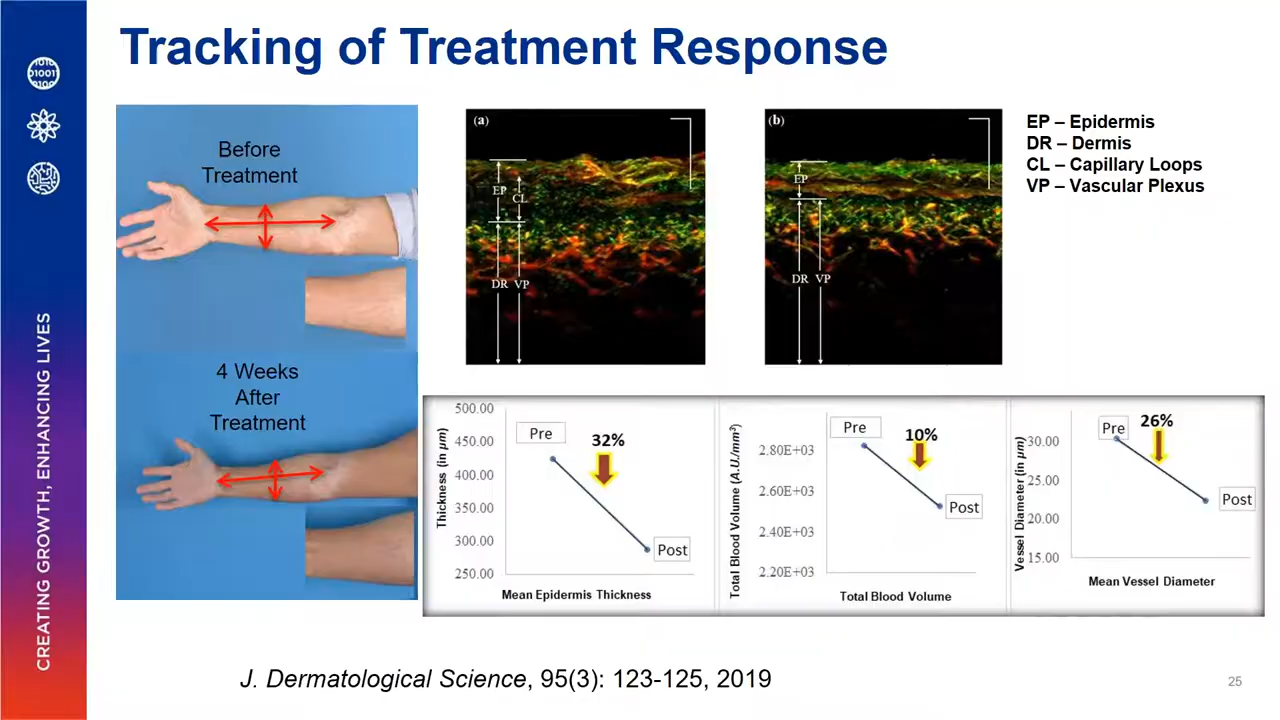 Tracking of Treatment Response
CREATING GROWTH, ENHANCING LIVES
Before
Treatment
4 Weeks
After
Treatment
(a)
EP
CL
DR VP
(b)
EP
DR VP
EP – Epidermis
DR – Dermis
CL – Capillary Loops
VP – Vascular Plexus
Thickness (in µm)
500.00
450.00
400.00
350.00
300.00
250.00
Pre
32%
Post
Mean Epidermis Thickness
Total Blood Volume (A.U./mm³)
2.80E+03
2.60E+03
2.40E+03
2.20E+03
Pre
10%
Post
Total Blood Volume
Vessel Diameter (in µm)
30.00
25.00
20.00
15.00
Pre
26%
Post
Mean Vessel Diameter
J. Dermatological Science, 95(3): 123-125, 2019
25